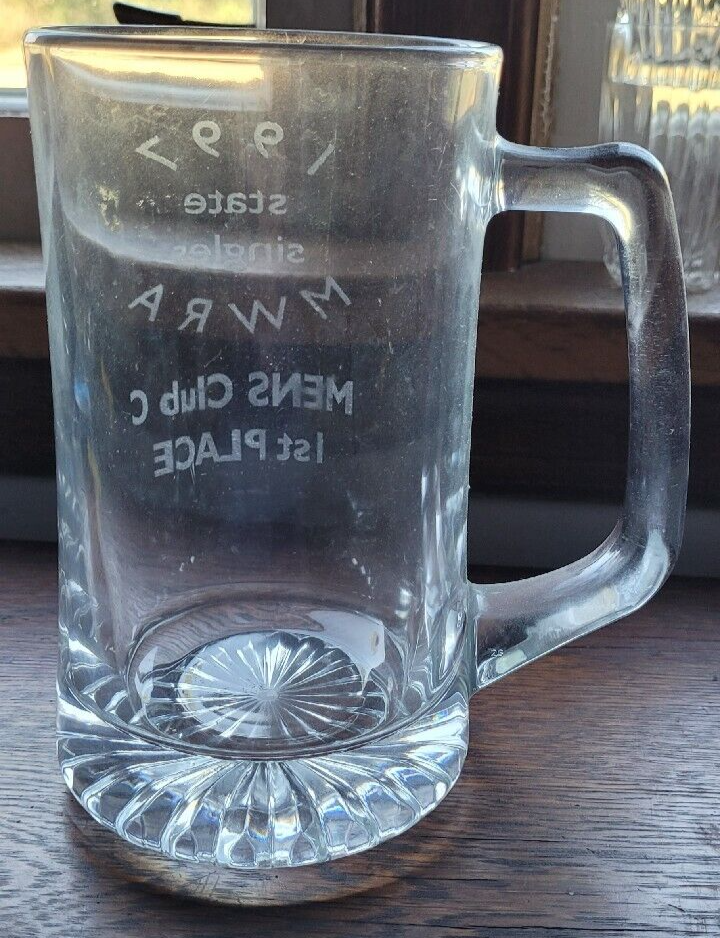 1997
state
singles
MWRA
MENS Club C
1st PLACE